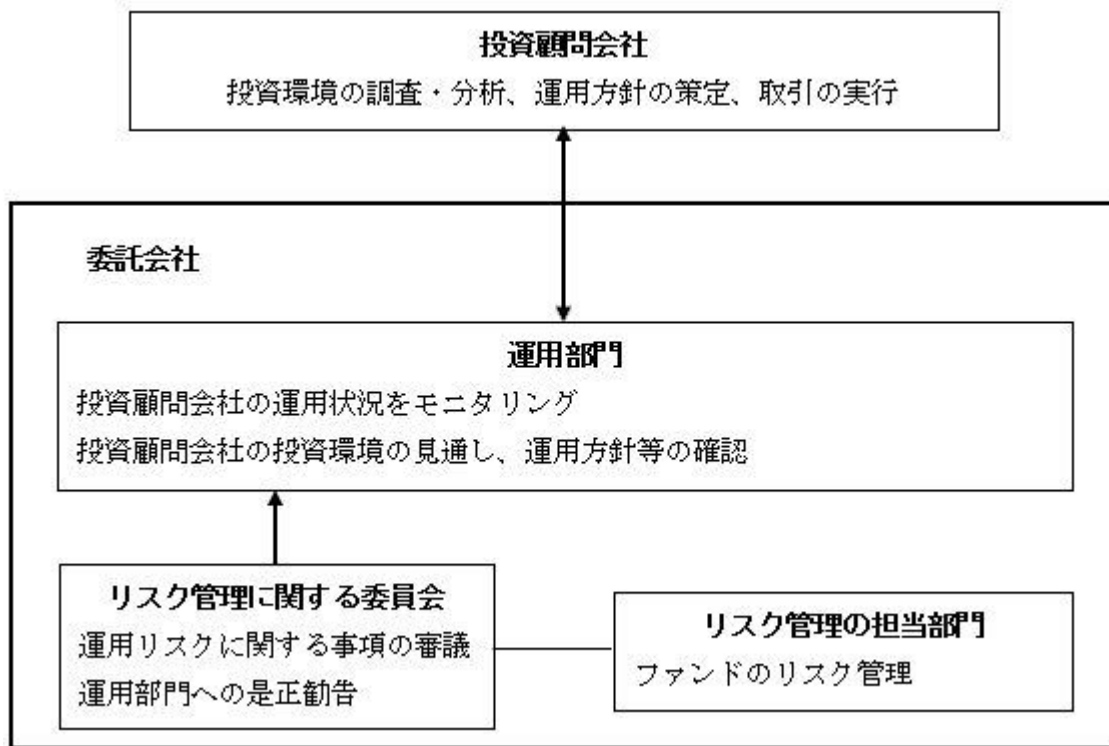 投資顧問会社
投資環境の調査・分析、運用方針の策定、取引の実行
委託会社
運用部門
投資顧問会社の運用状況をモニタリング
投資顧問会社の投資環境の見通し、運用方針等の確認
リスク管理に関する委員会
運用リスクに関する事項の審議
運用部門への是正勧告
リスク管理の担当部門
ファンドのリスク管理